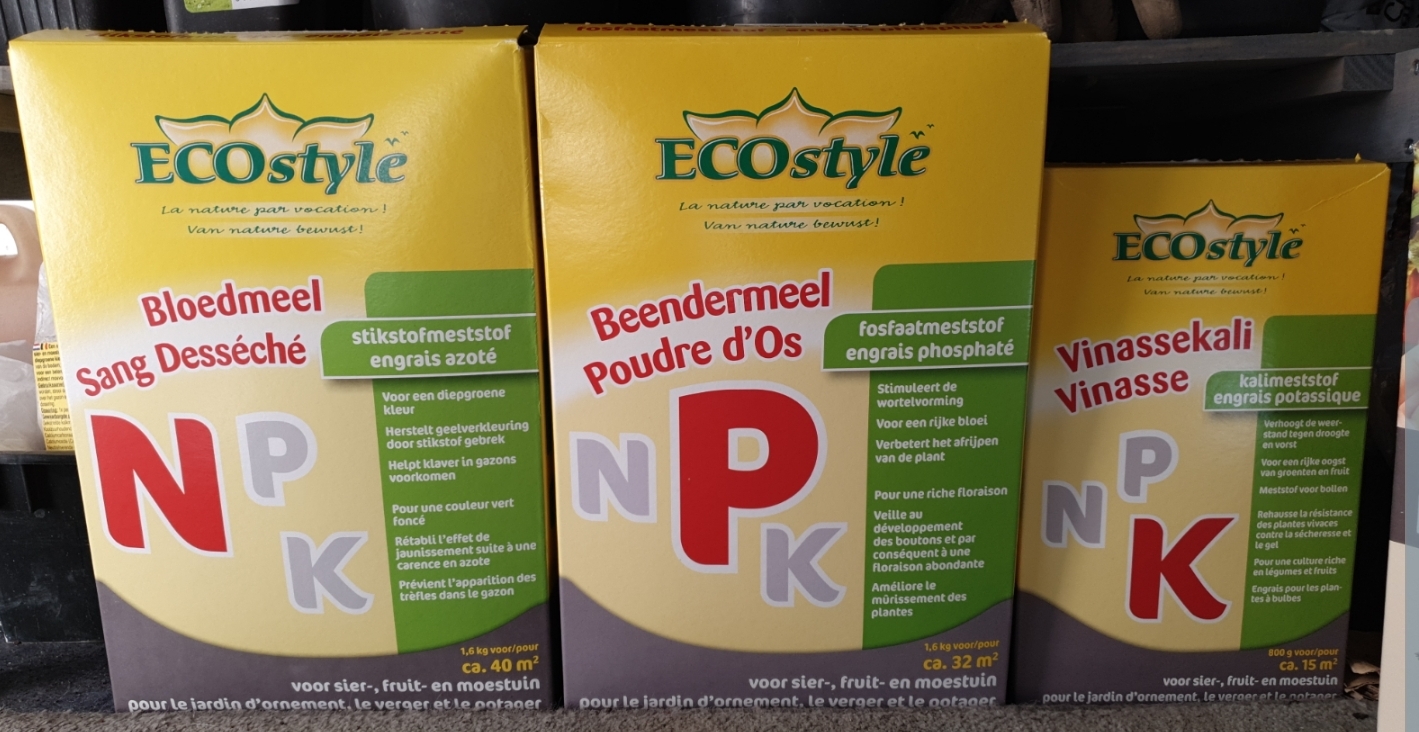 ECOstyle
La nature par vocation !
Van nature bewust!
Bloedmeel
Sang Desséché
stikstofmeststof
engrais azoté
N P
K
Voor een diepgroene
kleur
Herstelt geelverkleuring
door stikstof gebrek
Helpt klaver in gazons
voorkomen
Pour une couleur vert
foncé
Rétabli l'effet de
jaunissement suite à une
carence en azote
Prévient l'apparition des
trèfles dans le gazon
1,6 kg voor/pour
ca. 40 m²
voor sier-, fruit- en moestuin
pour le jardin d'ornement, le verger et le potager
fosfaatmeststof engrais phosphaté
ECOstyle
La nature par vocation !
Van nature bewust!
Beendermeel
Poudre d'Os
fosfaatmeststof
engrais phosphaté
N P
K
Stimuleert de
wortelvorming
Voor een rijke bloei
Verbetert het afrijpen
van de plant
Pour une riche floraison
Veille au
développement
des boutons et par
conséquent à une
floraison abondante
Améliore le
mûrissement des
plantes
1,6 kg voor/pour
ca. 32 m²
voor sier-, fruit- en moestuin
pour le jardin d'ornement, le verger et le potager
ECOstyle
La nature par vocation !
Van nature bewust!
Vinassekali
Vinasse
kalimeststof
engrais potassique
N P
K
Verhoogt de weer-
stand tegen droogte
en vorst
Voor een rijke oogst
van groenten en fruit
Meststof voor bollen
Rehausse la résistance
des plantes vivaces
contre la sécheresse et
le gel
Pour une culture riche
en légumes et fruits
Engrais pour les plan-
tes à bulbes
800 g voor/pour
ca. 15 m²
voor sier-, fruit- en moestuin
pour le jardin d'ornement, le verger et le potager